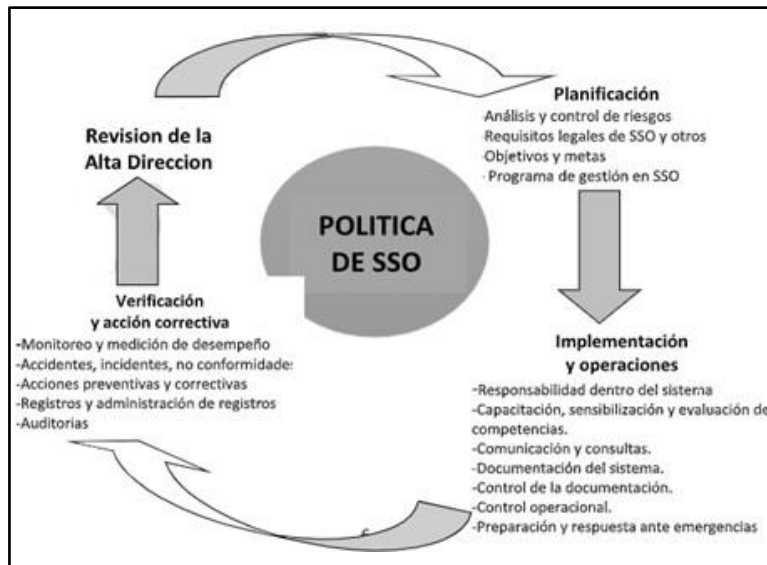 Planificación
-Análisis y control de riesgos
-Requisitos legales de SSO y otros
-Objetivos y metas
- Programa de gestión en SSO
Revision de la
Alta Direccion
POLITICA
DE SSO
Verificación
y acción correctiva
-Monitoreo y medición de desempeño
-Accidentes, incidentes, no conformidades
-Acciones preventivas y correctivas
-Registros y administración de registros
-Auditorias
Implementación
y operaciones
-Responsabilidad dentro del sistema
-Capacitación, sensibilización y evaluación de
competencias.
-Comunicación y consultas.
-Documentación del sistema.
-Control de la documentación.
-Control operacional.
-Preparación y respuesta ante emergencias